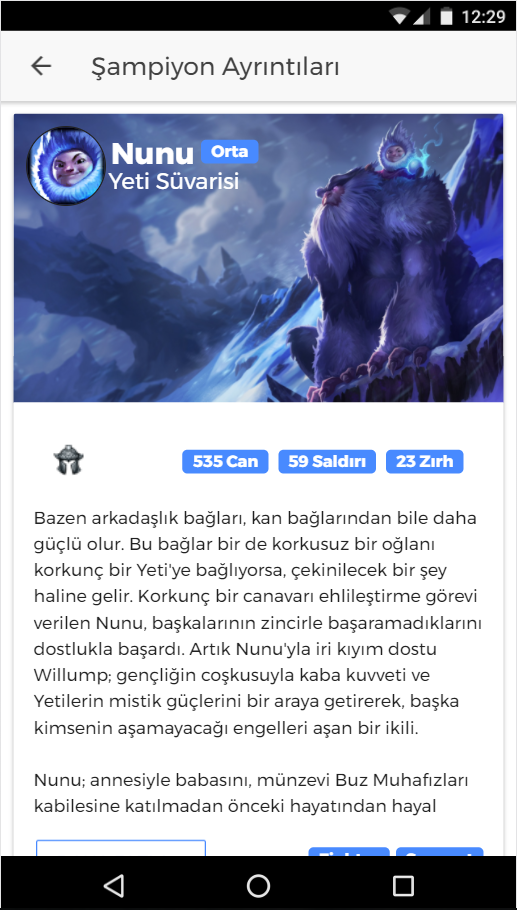 12:29
Şampiyon Ayrıntıları
Nunu Orta
Yeti Süvarisi
535 Can 59 Saldırı 23 Zırh
Bazen arkadaşlık bağları, kan bağlarından bile daha
güçlü olur. Bu bağlar bir de korkusuz bir oğlanı
korkunç bir Yeti'ye bağlıyorsa, çekinilecek bir şey
haline gelir. Korkunç bir canavarı ehlileştirme görevi
verilen Nunu, başkalarının zincirle başaramadıklarını
dostlukla başardı. Artık Nunu'yla iri kıyım dostu
Willump; gençliğin coşkusuyla kaba kuvveti ve
Yetilerin mistik güçlerini bir araya getirerek, başka
kimsenin aşamayacağı engelleri aşan bir ikili.
Nunu; annesiyle babasını, münzevi Buz Muhafızları
kabilesine katılmadan önceki hayatından hayal